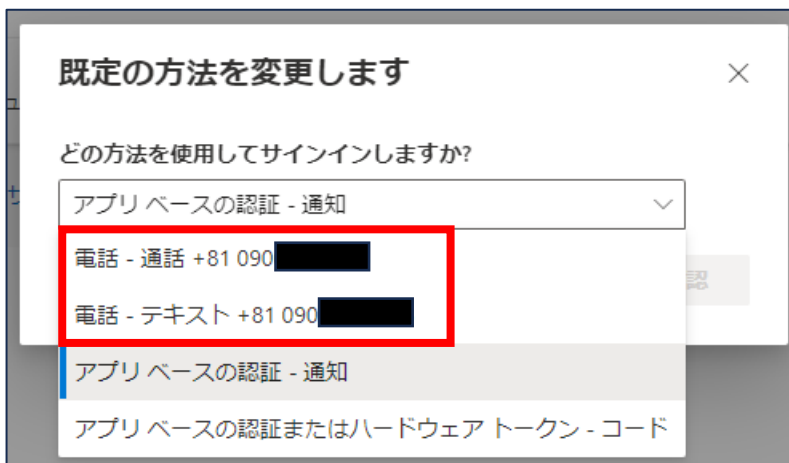 既定の方法を変更します
どの方法を使用してサインインしますか?
アプリ ベースの認証 - 通知
電話 - 通話 +81 090
電話 - テキスト +81 090
認
アプリ ベースの認証 - 通知
アプリ ベースの認証またはハードウェア トークン - コード